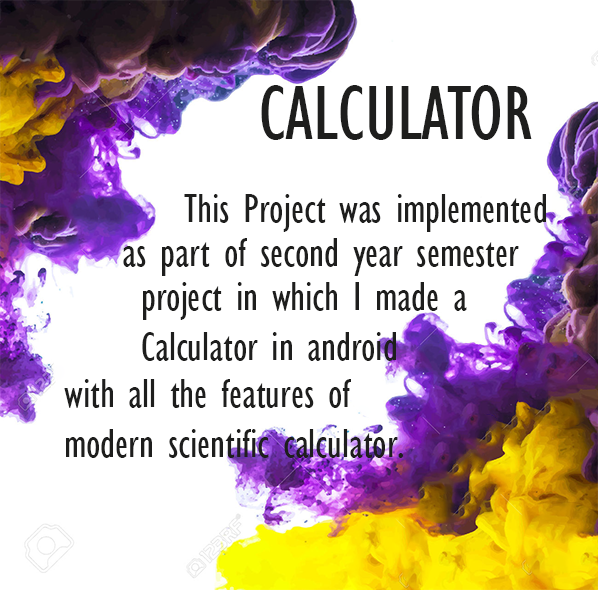 CALCULATOR
This Project was implemented
as part of second year semester
project in which I made a
Calculator in android
with all the features of
modern scientific calculator.